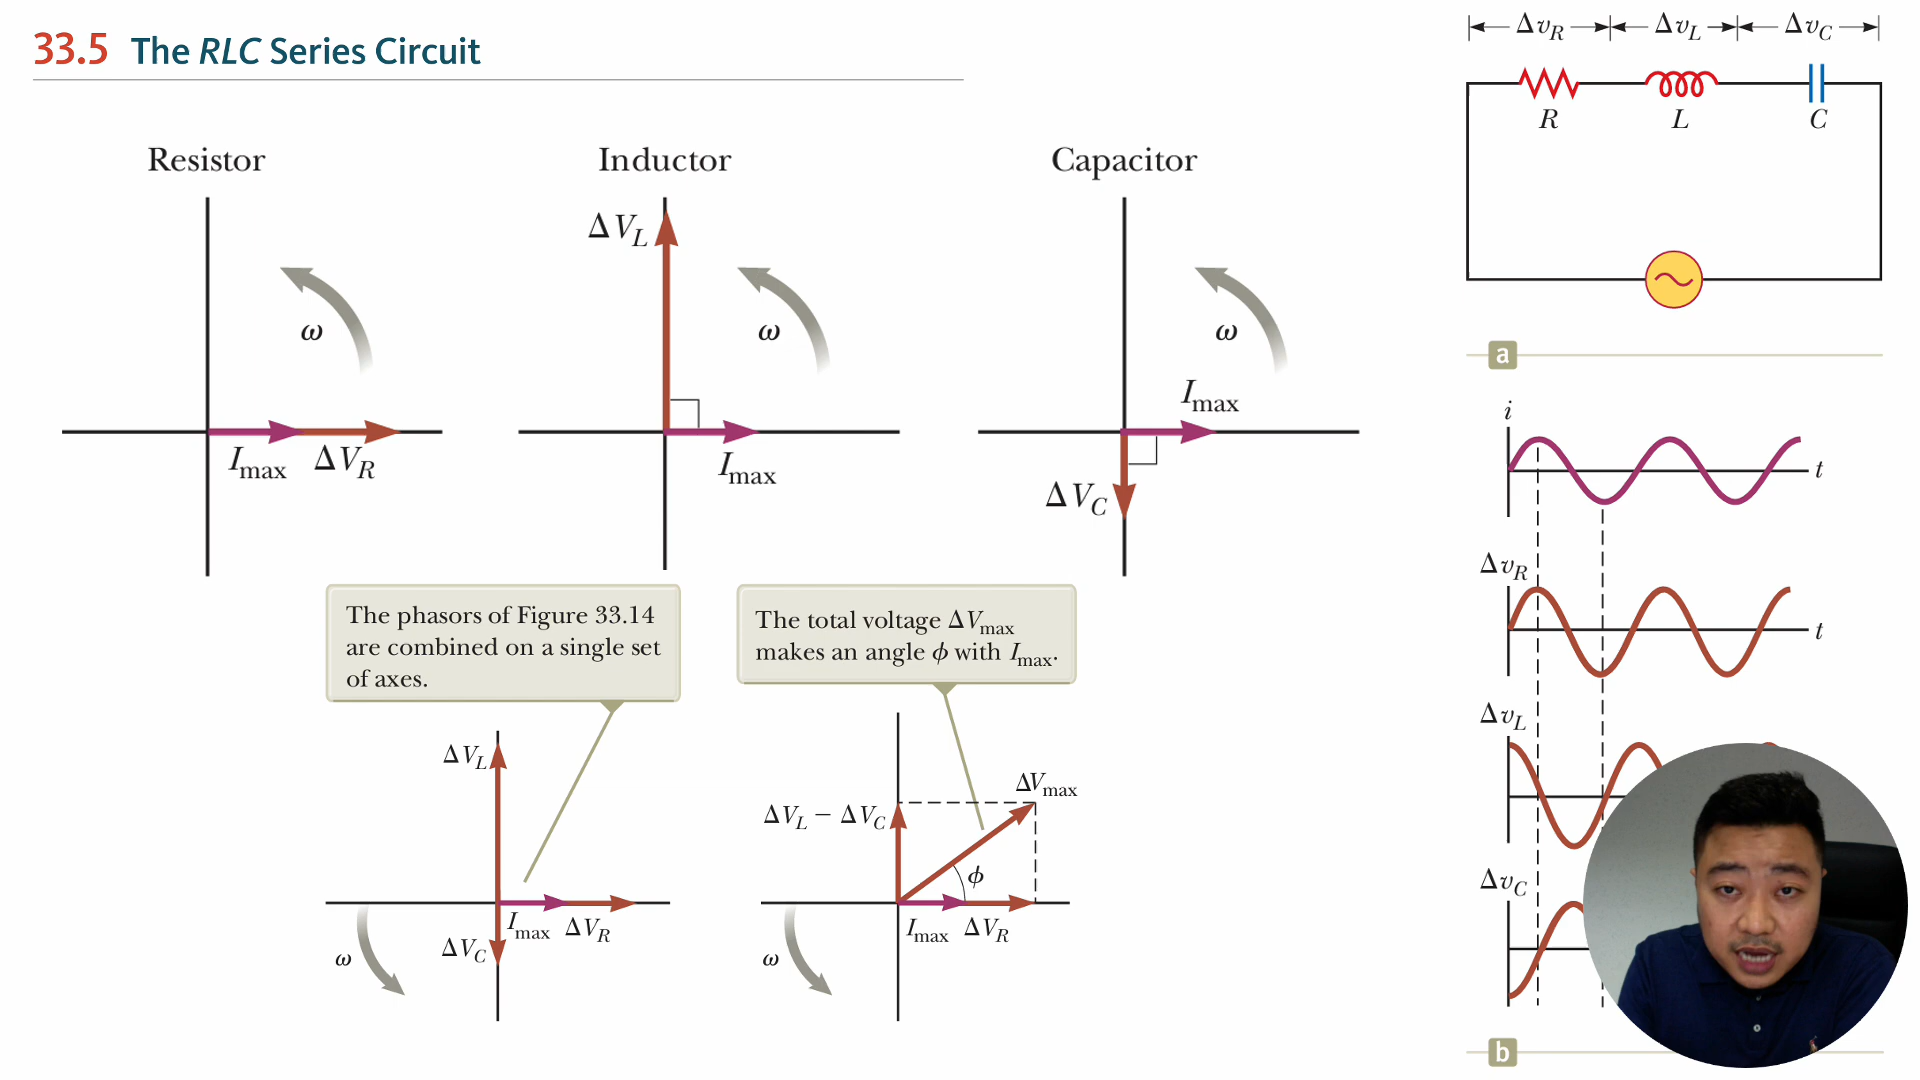 33.5 The RLC Series Circuit
Resistor
Inductor
Capacitor
ω
I_max ΔV_R
ΔV_L
ω
I_max
ω
I_max
ΔV_C
The phasors of Figure 33.14
are combined on a single set
of axes.
The total voltage ΔV_max
makes an angle ϕ with I_max.
ΔV_L
I_max ΔV_R
ΔV_C
ω
ΔV_max
ΔV_L − ΔV_C
ϕ
I_max ΔV_R
ω
Δv_R Δv_L Δv_C
R L C
a
i
t
Δv_R
t
Δv_L
Δv_C
b